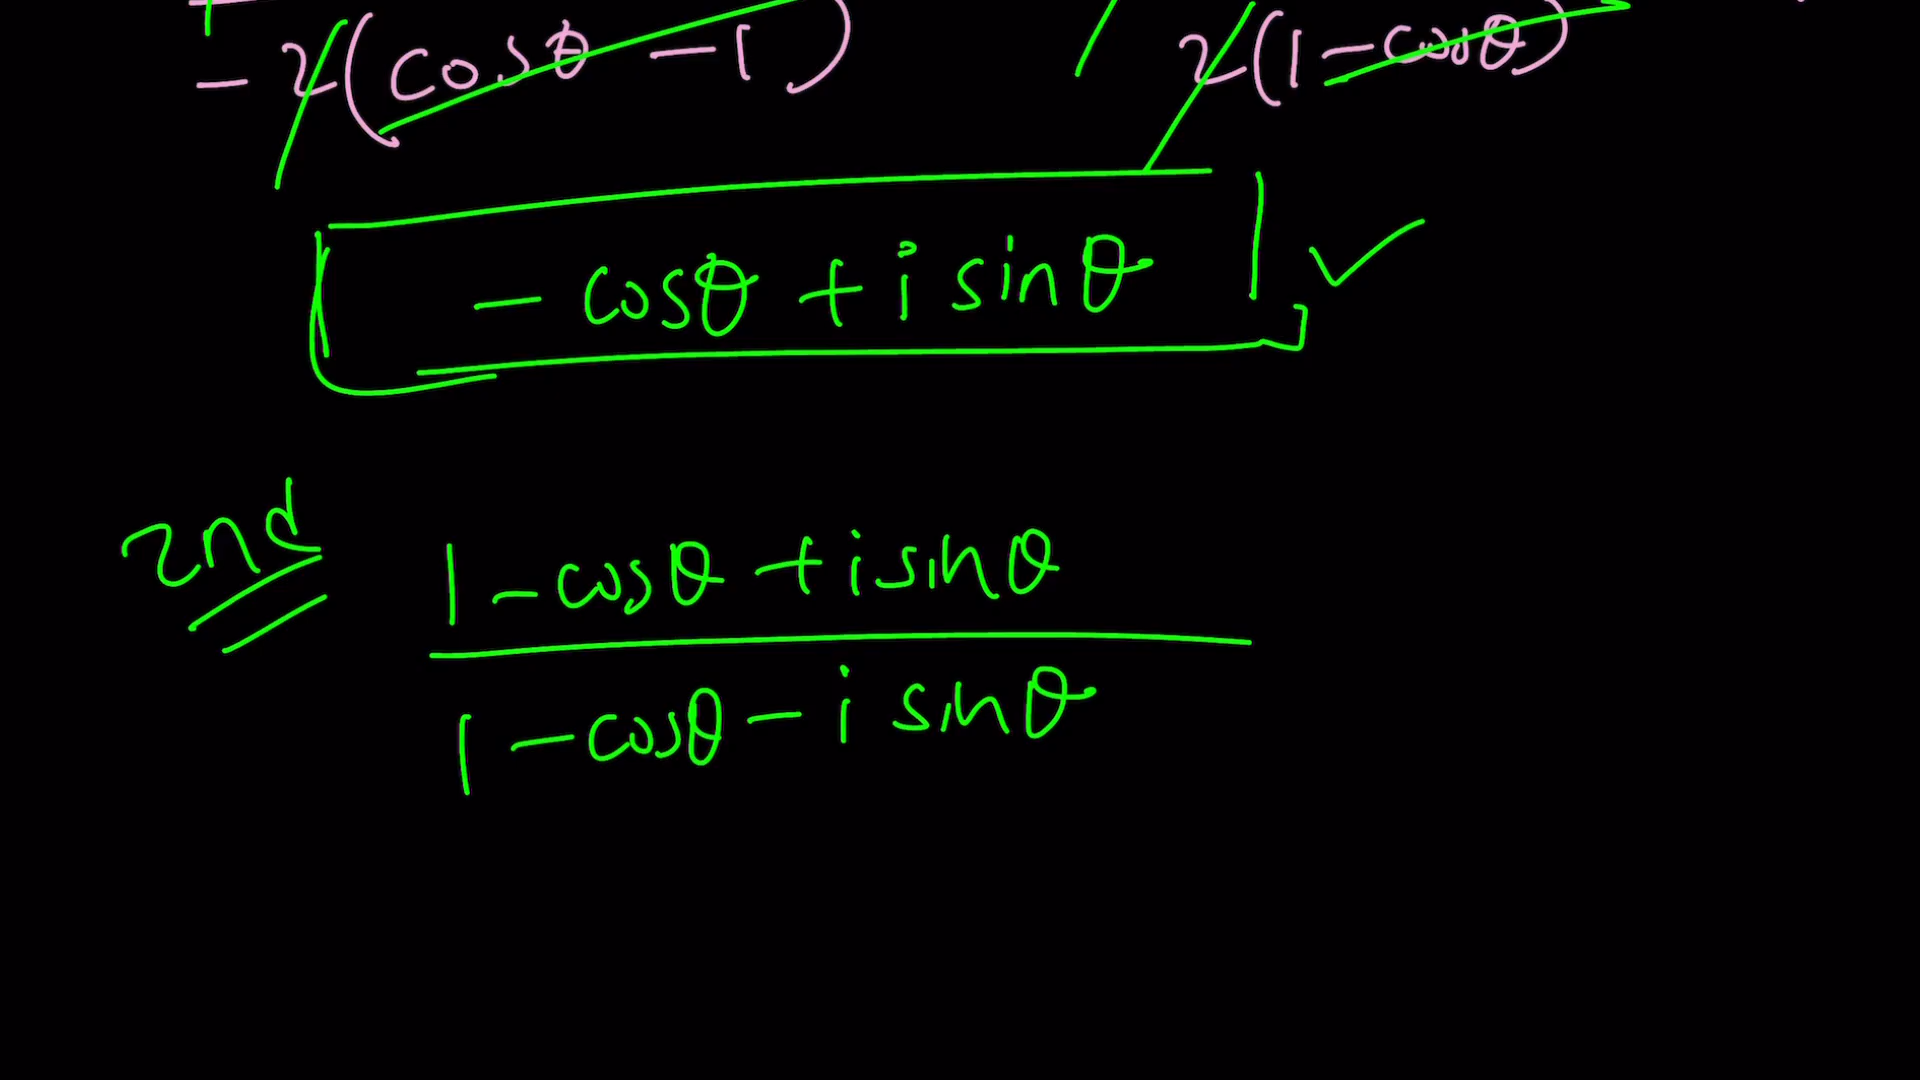 - 2(cosθ - 1) 2(1 - cosθ)
- cosθ + i sinθ ✓
2nd 1 - cosθ + i sinθ
1 - cosθ - i sinθ